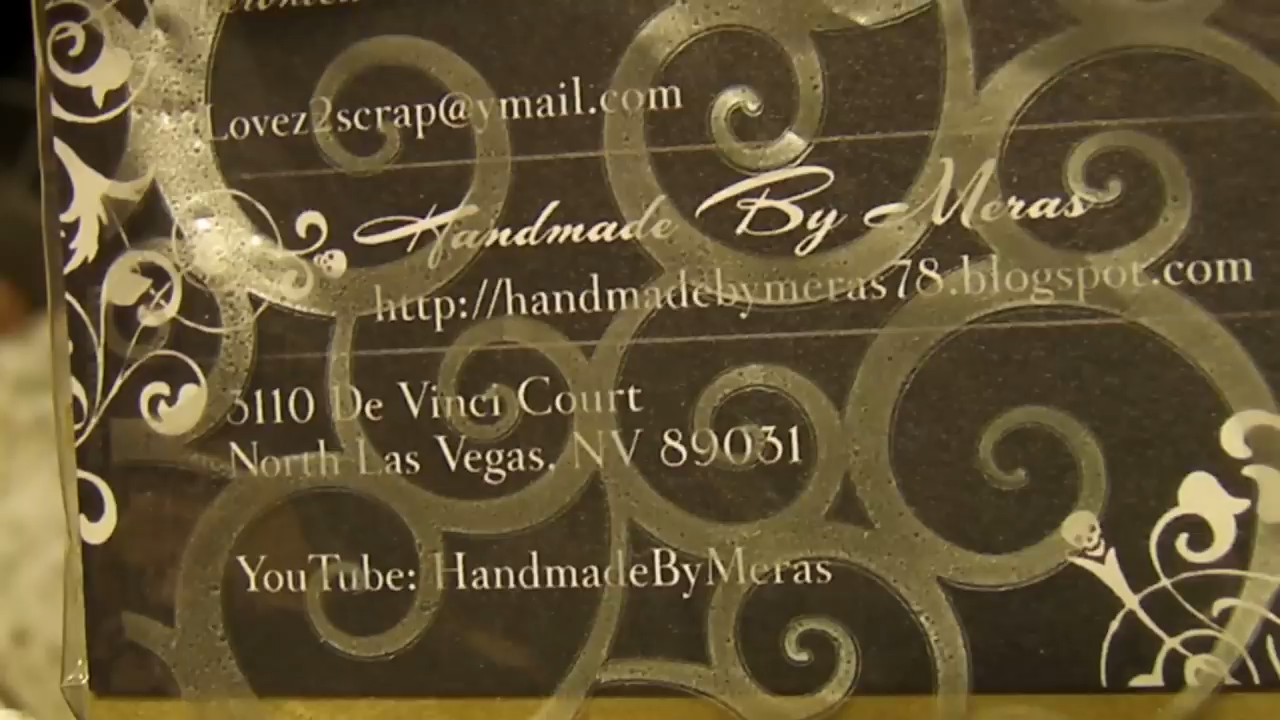 Lovez2scrap@ymail.com
Handmade By Meras
http://handmadebymeras78.blogspot.com
3110 De Vinci Court
North Las Vegas, NV 89031
YouTube: HandmadeByMeras